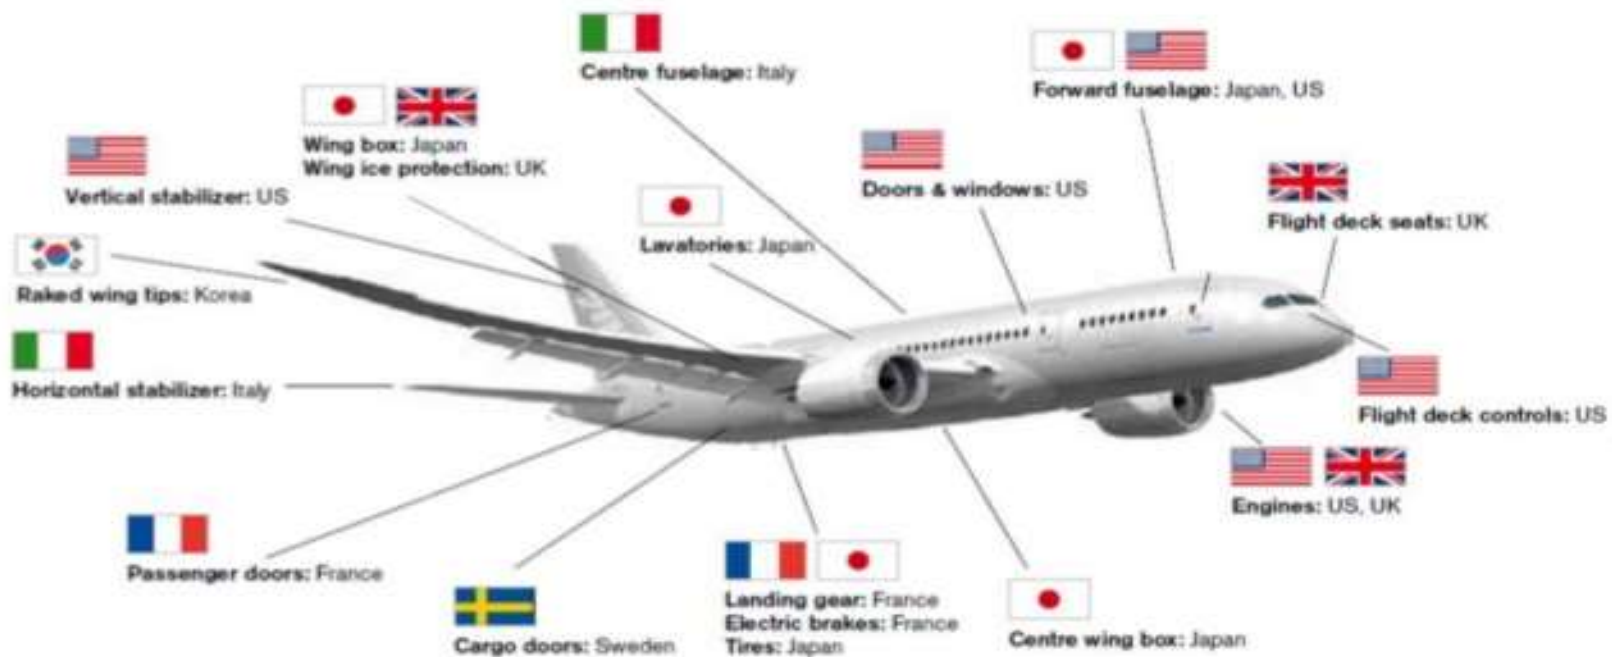 Centre fuselage: Italy
Forward fuselage: Japan, US
Wing box: Japan
Wing ice protection: UK
Vertical stabilizer: US
Doors & windows: US
Flight deck seats: UK
Lavatories: Japan
Raked wing tips: Korea
Horizontal stabilizer: Italy
Flight deck controls: US
Engines: US, UK
Passenger doors: France
Cargo doors: Sweden
Landing gear: France
Electric brakes: France
Tires: Japan
Centre wing box: Japan